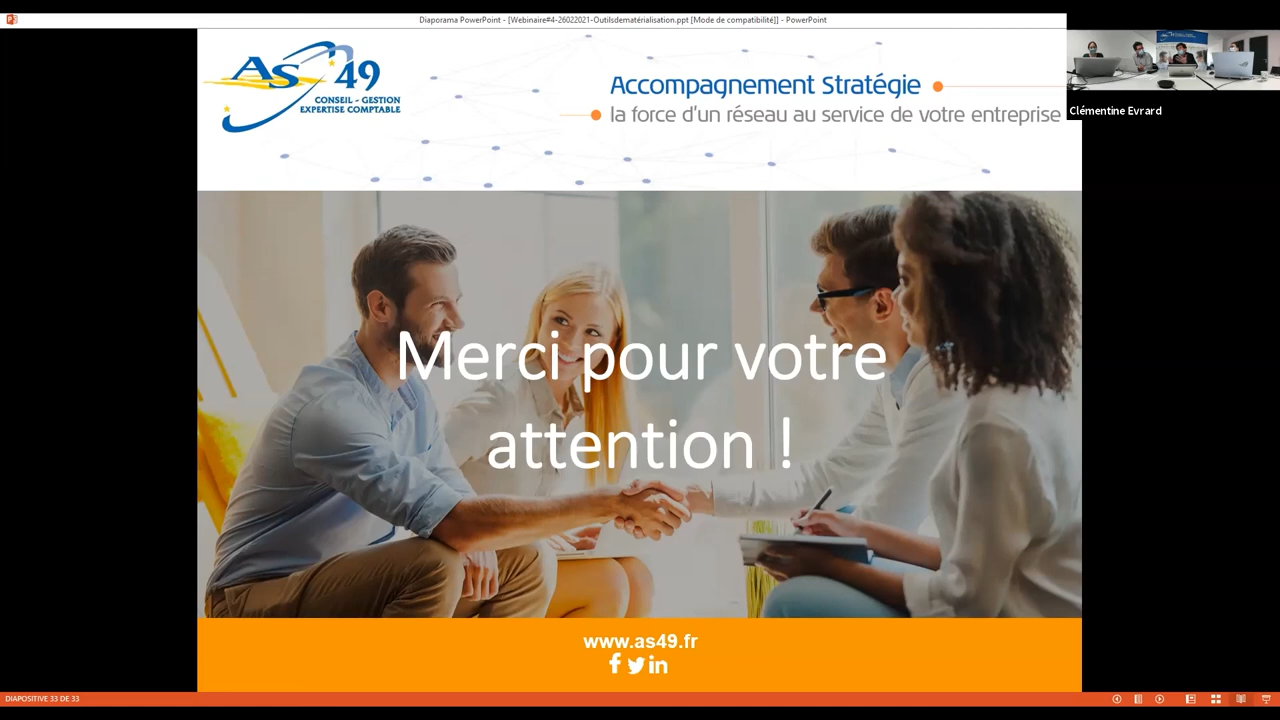 Diaporama PowerPoint - [Webinaire#4-26022021-Outilsdematérialisation.ppt [Mode de compatibilité]] - PowerPoint
AS 49
CONSEIL - GESTION
EXPERTISE COMPTABLE
Accompagnement Stratégie
la force d'un réseau au service de votre entreprise
Clémentine Evrard
Merci pour votre
attention !
www.as49.fr
DIAPOSITIVE 33 DE 33